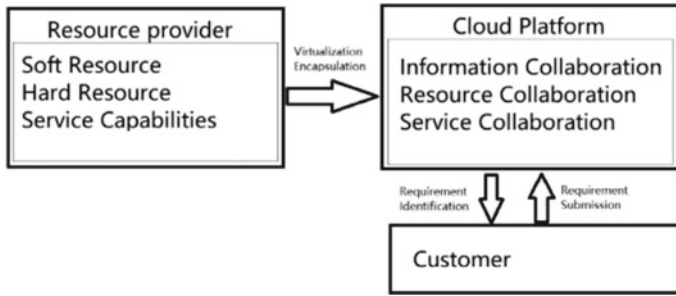 Resource provider
Soft Resource
Hard Resource
Service Capabilities
Virtualization
Encapsulation
Cloud Platform
Information Collaboration
Resource Collaboration
Service Collaboration
Requirement
Identification
Requirement
Submission
Customer